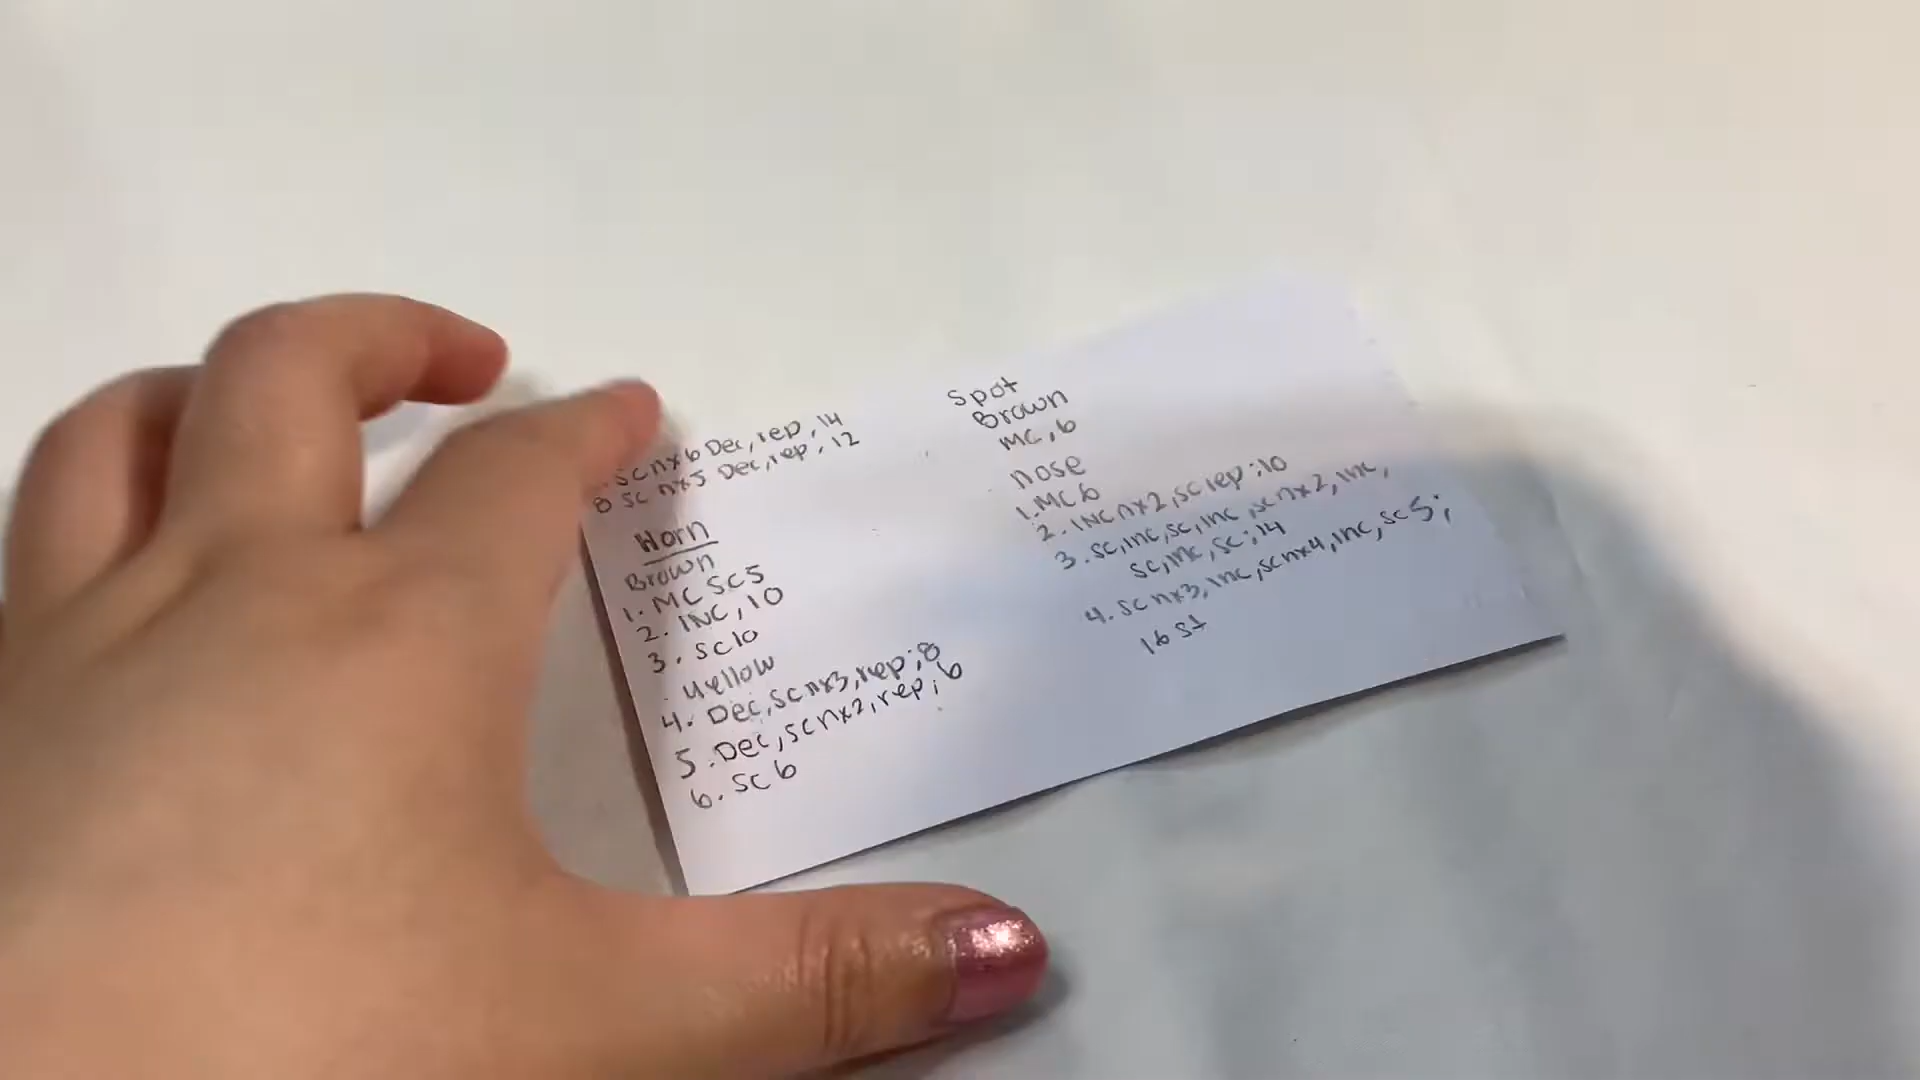 . SC nx6 Dec, rep, 14
8 SC nx5 Dec, rep, 12
Horn
Brown
1. MC SC5
2. INC, 10
3. SC10
. yellow
4. Dec, SC nx3, rep; 8
5. Dec, SC nx2, rep; 6
6. SC 6
Spot
Brown
MC, 6
nose
1. MC 6
2. INC nx2, SC rep; 10
3. SC, INC, SC, INC, SC nx2, INC,
SC, INC, SC; 14
4. SC nx3, INC, SC nx4, INC, SC 5;
16 st